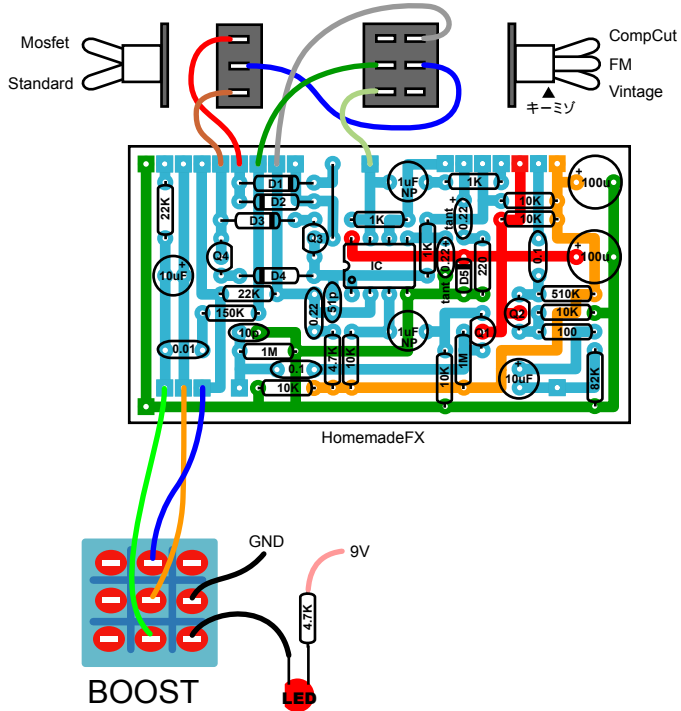 Mosfet
Standard
CompCut
FM
Vintage
キーミゾ
D1
D2
D3
D4
22K
10uF
0.01
Q4
Q3
1uF
NP
1K
1K
tant
+
0.22
10K
10K
+
100u
+
100u
1K
IC
tant 0.22+
D5
220
0.1
22K
150K
10p
1M
0.1
10K
0.22
51p
4.7K
10K
1uF
NP
Q1
Q2
510K
10K
100
10K
1M
+
10uF
82K
HomemadeFX
GND
9V
4.7K
LED
BOOST